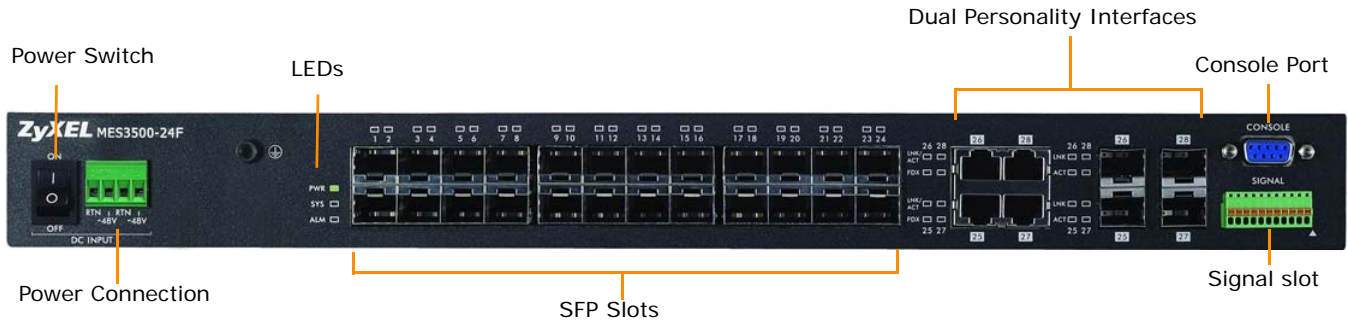 Dual Personality Interfaces
Power Switch
LEDs
Console Port
ZyXEL MES3500-24F
1 2 3 4 5 6 7 8 9 10 11 12 13 14 15 16 17 18 19 20 21 22 23 24
CONSOLE
ON
26 28
26 28
26 28
26 28
LNK/
ACT
FDX
LNK
ACT
PWR
SYS
ALM
SIGNAL
RTN -48V RTN -48V
LNK/
ACT
FDX
LNK
ACT
OFF
DC INPUT
25 27
25 27
25 27
25 27
Power Connection
SFP Slots
Signal slot